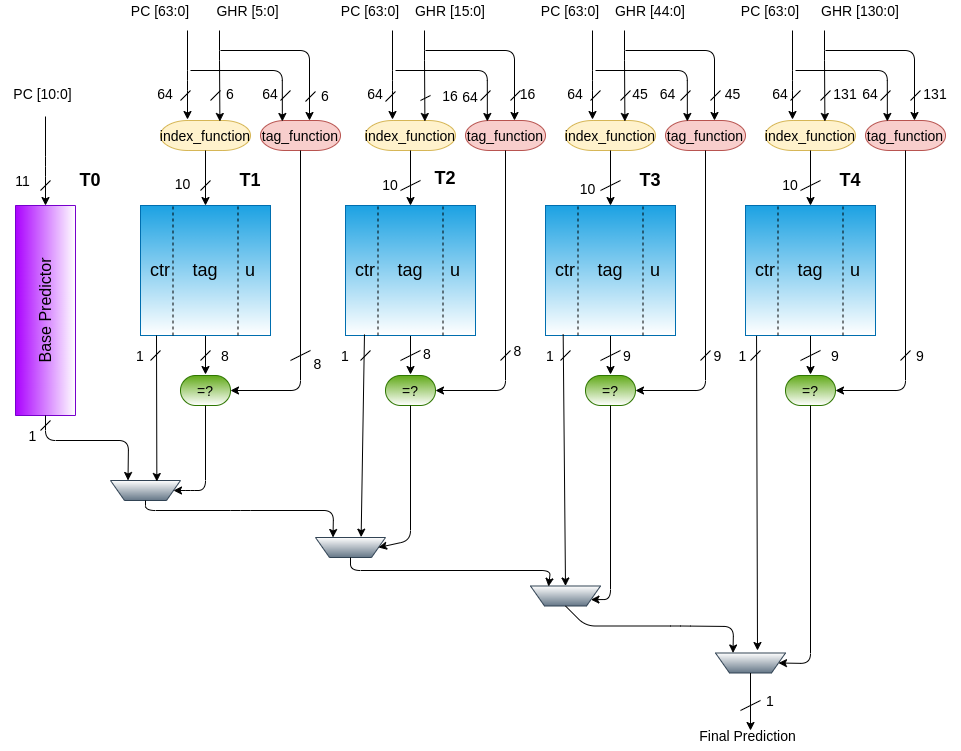 PC [63:0] GHR [5:0] PC [63:0] GHR [15:0] PC [63:0] GHR [44:0] PC [63:0] GHR [130:0]
PC [10:0] 64 6 64 6 64 16 64 16 64 45 64 45 64 131 64 131
index_function tag_function index_function tag_function index_function tag_function index_function tag_function
11 T0 10 T1 10 T2 10 T3 10 T4
Base Predictor
ctr tag u ctr tag u ctr tag u ctr tag u
1 8 8 1 8 8 1 9 9 1 9 9
=? =? =? =?
1
1
Final Prediction